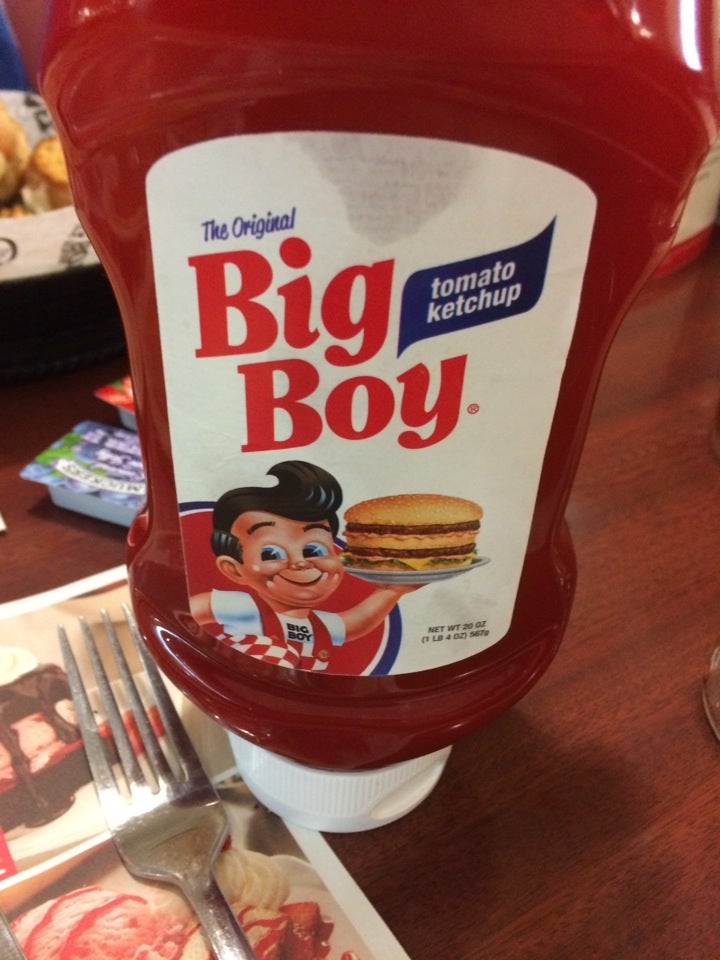 The Original
Big
tomato
ketchup
Boy®
BIG
BOY
NET WT 20 OZ
(1 LB 4 OZ) 567g